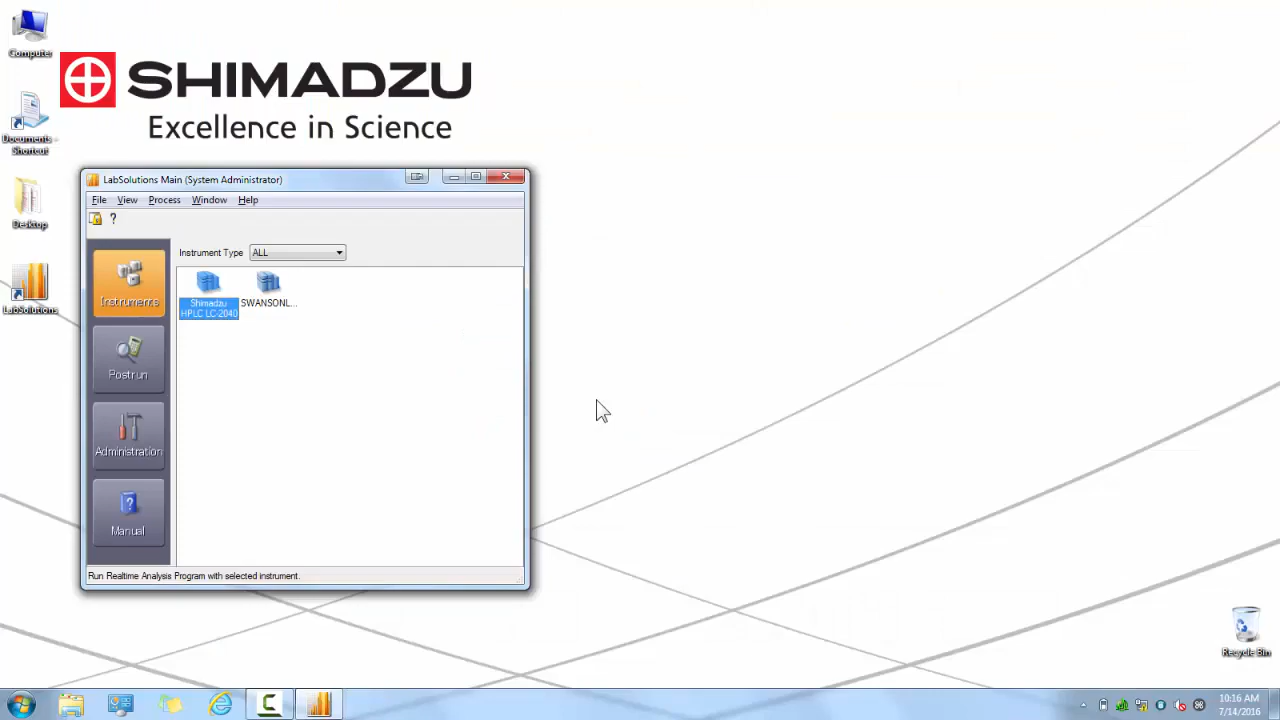 Computer
SHIMADZU
Excellence in Science
Documents -
Shortcut
Desktop
LabSolutions
LabSolutions Main (System Administrator)
File View Process Window Help
?
Instrument Type ALL
Instruments
Shimadzu
HPLC LC-2040
SWANSONL...
Postrun
Administration
?
Manual
Run Realtime Analysis Program with selected instrument.
Recycle Bin
C
10:16 AM
7/14/2016